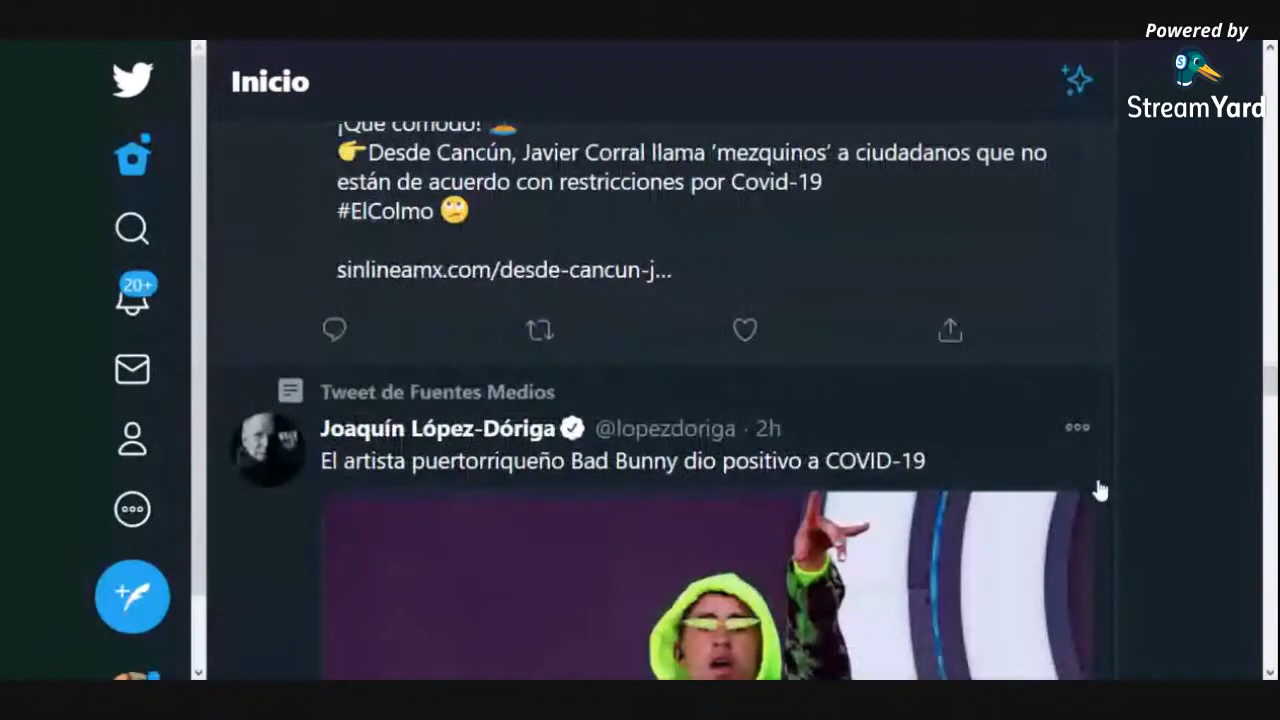 Powered by
StreamYard
Inicio
¡Qué cómodo!
Desde Cancún, Javier Corral llama 'mezquinos' a ciudadanos que no
están de acuerdo con restricciones por Covid-19
#ElColmo
sinlineamx.com/desde-cancun-j...
20+
Tweet de Fuentes Medios
Joaquín López-Dóriga @lopezdoriga · 2h
El artista puertorriqueño Bad Bunny dio positivo a COVID-19